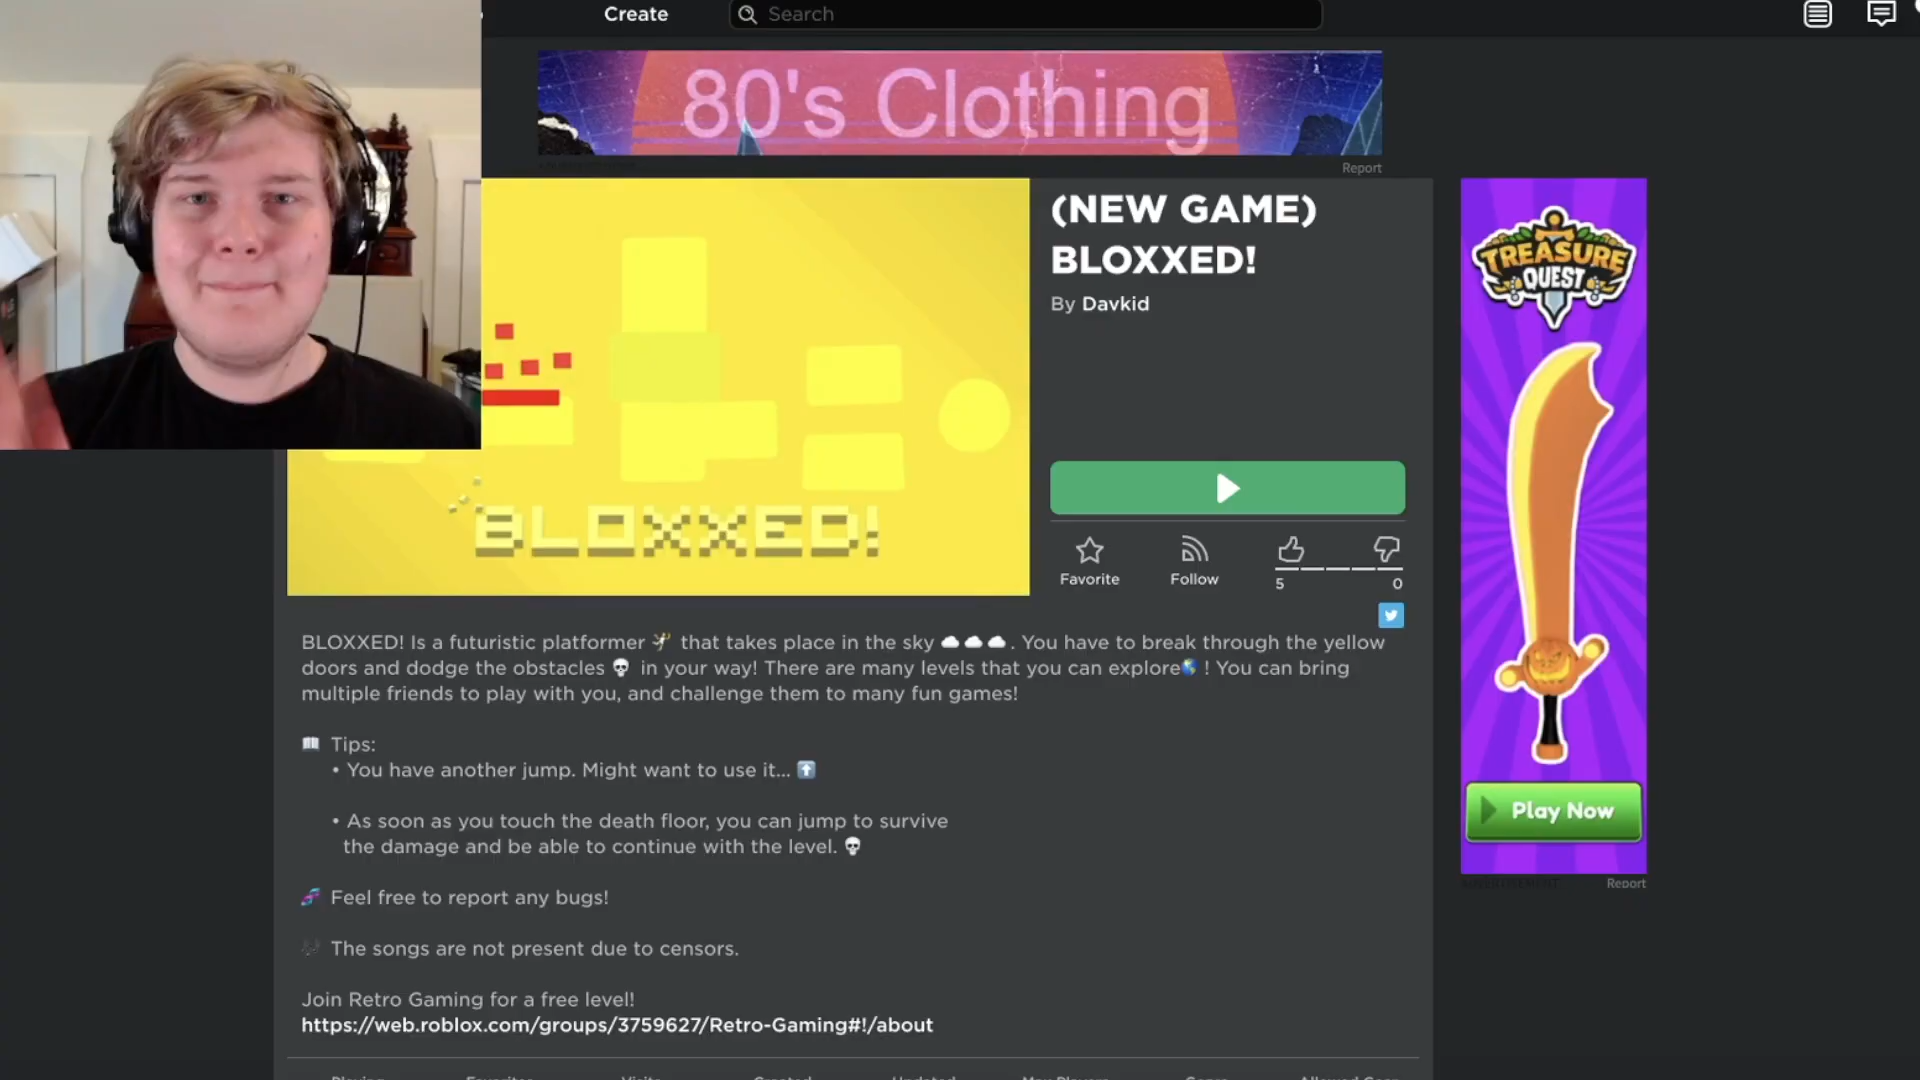 Create
Search
80's Clothing
Report
(NEW GAME)
BLOXXED!
By Davkid
TREASURE
QUEST
BLOXXED!
Favorite
Follow
5
0
BLOXXED! Is a futuristic platformer that takes place in the sky . You have to break through the yellow
doors and dodge the obstacles in your way! There are many levels that you can explore ! You can bring
multiple friends to play with you, and challenge them to many fun games!
Tips:
• You have another jump. Might want to use it...
• As soon as you touch the death floor, you can jump to survive
the damage and be able to continue with the level.
Play Now
ADVERTISEMENT
Report
Feel free to report any bugs!
The songs are not present due to censors.
Join Retro Gaming for a free level!
https://web.roblox.com/groups/3759627/Retro-Gaming#!/about